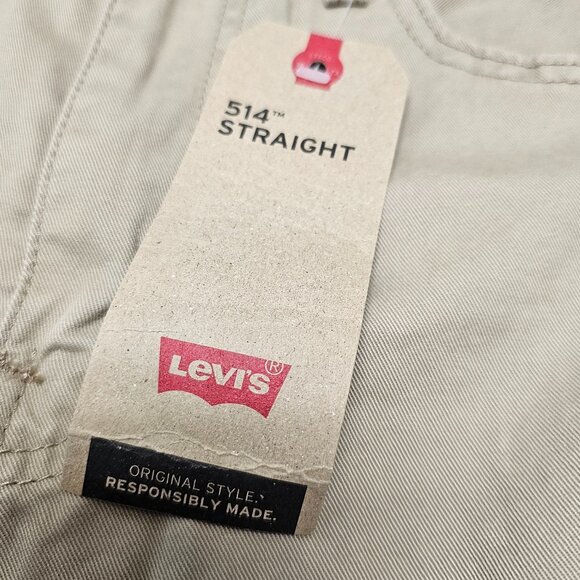 514™
STRAIGHT
Levi's®
ORIGINAL STYLE.
RESPONSIBLY MADE.